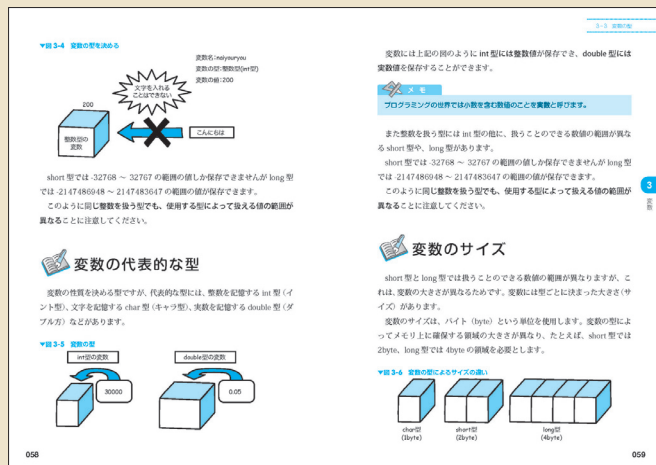 ▼図 3-4 変数の型を決める
変数名:naiyouryou
変数の型:整数型(int型)
変数の値:200
文字を入れる
ことはできない
200
整数型の
変数
こんにちは
short 型では -32768 ～ 32767 の範囲の値しか保存できませんが long 型
では -2147486948 ～ 2147483647 の範囲の値が保存できます。
このように同じ整数を扱う型でも、使用する型によって扱える値の範囲が
異なることに注意してください。
変数の代表的な型
変数の性質を決める型ですが、代表的な型には、整数を記憶する int 型（イ
ント型）、文字を記憶する char 型（キャラ型）、実数を記憶する double 型（ダ
ブル方）などがあります。
▼図 3-5 変数の型
int型の変数
double型の変数
30000
0.05
058
3-3 変数の型
変数には上記の図のように int 型には整数値が保存でき、double 型には
実数値を保存することができます。
メモ
プログラミングの世界では小数を含む数値のことを実数と呼びます。
また整数を扱う型には int 型の他に、扱うことのできる数値の範囲が異な
る short 型や、long 型があります。
short 型では -32768 ～ 32767 の範囲の値しか保存できませんが long 型
では -2147486948 ～ 2147483647 の範囲の値が保存できます。
このように同じ整数を扱う型でも、使用する型によって扱える値の範囲が
異なることに注意してください。
3
変数
変数のサイズ
short 型と long 型では扱うことのできる数値の範囲が異なりますが、こ
れは、変数の大きさが異なるためです。変数には型ごとに決まった大きさ（サ
イズ）があります。
変数のサイズは、バイト（byte）という単位を使用します。変数の型によ
ってメモリ上に確保する領域の大きさが異なり、たとえば、short 型では
2byte、long 型では 4byte の領域を必要とします。
▼図 3-6 変数の型によるサイズの違い
char型
(1byte)
short型
(2byte)
long型
(4byte)
059